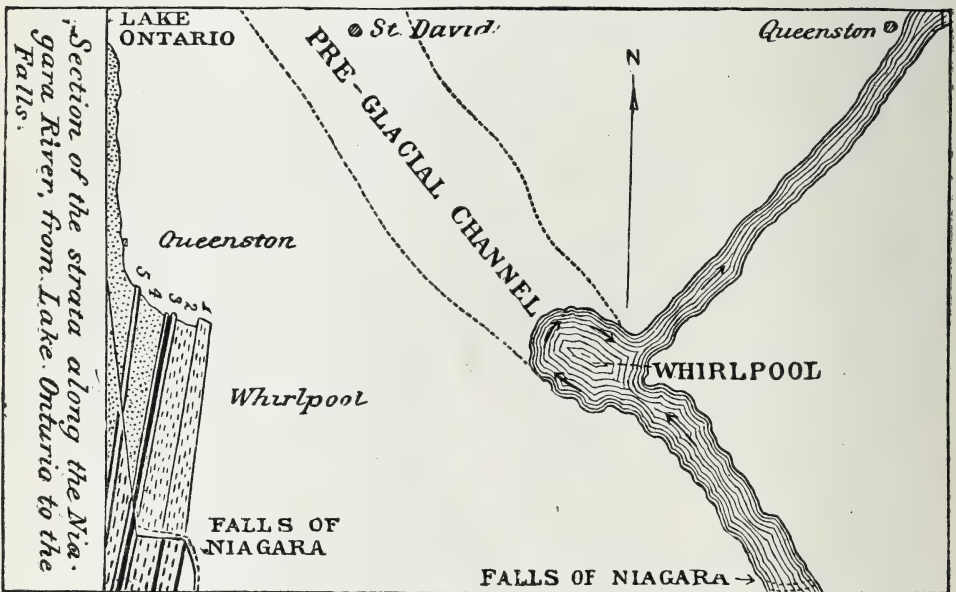 Section of the strata along the Nia-
gara River, from Lake Onturio to the
Falls.
LAKE
ONTARIO
Queenston
5 4 3 2 1
Whirlpool
FALLS OF
NIAGARA
St. David
Queenston
PRE-GLACIAL CHANNEL
N
WHIRLPOOL
FALLS OF NIAGARA